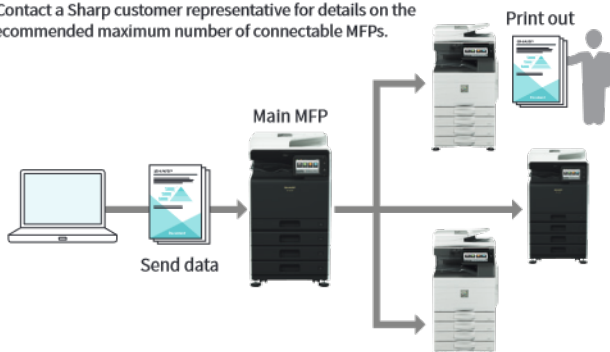 Contact a Sharp customer representative for details on the
ecommended maximum number of connectable MFPs.
Print out
Main MFP
Send data